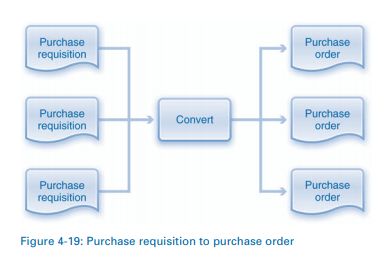 Purchase
requisition
Purchase
order
Purchase
requisition
Convert
Purchase
order
Purchase
requisition
Purchase
order
Figure 4-19: Purchase requisition to purchase order